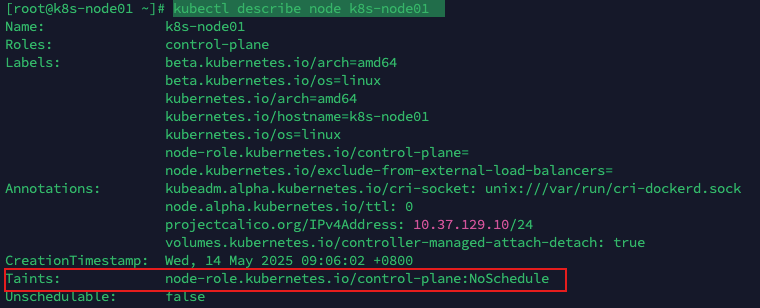 [root@k8s-node01 ~]# kubectl describe node k8s-node01
Name:               k8s-node01
Roles:              control-plane
Labels:             beta.kubernetes.io/arch=amd64
                    beta.kubernetes.io/os=linux
                    kubernetes.io/arch=amd64
                    kubernetes.io/hostname=k8s-node01
                    kubernetes.io/os=linux
                    node-role.kubernetes.io/control-plane=
                    node.kubernetes.io/exclude-from-external-load-balancers=
Annotations:        kubeadm.alpha.kubernetes.io/cri-socket: unix:///var/run/cri-dockerd.sock
                    node.alpha.kubernetes.io/ttl: 0
                    projectcalico.org/IPv4Address: 10.37.129.10/24
                    volumes.kubernetes.io/controller-managed-attach-detach: true
CreationTimestamp:  Wed, 14 May 2025 09:06:02 +0800
Taints:             node-role.kubernetes.io/control-plane:NoSchedule
Unschedulable:      false